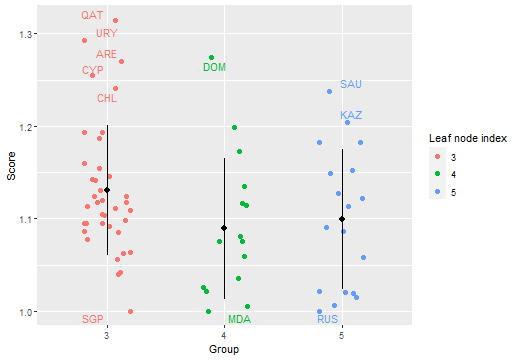 QAT
URY
ARE
CYP
CHL
DOM
SAU
KAZ
SGP
MDA
RUS
1.3
1.2
1.1
1.0
Score
3
4
5
Group
Leaf node index
3
4
5